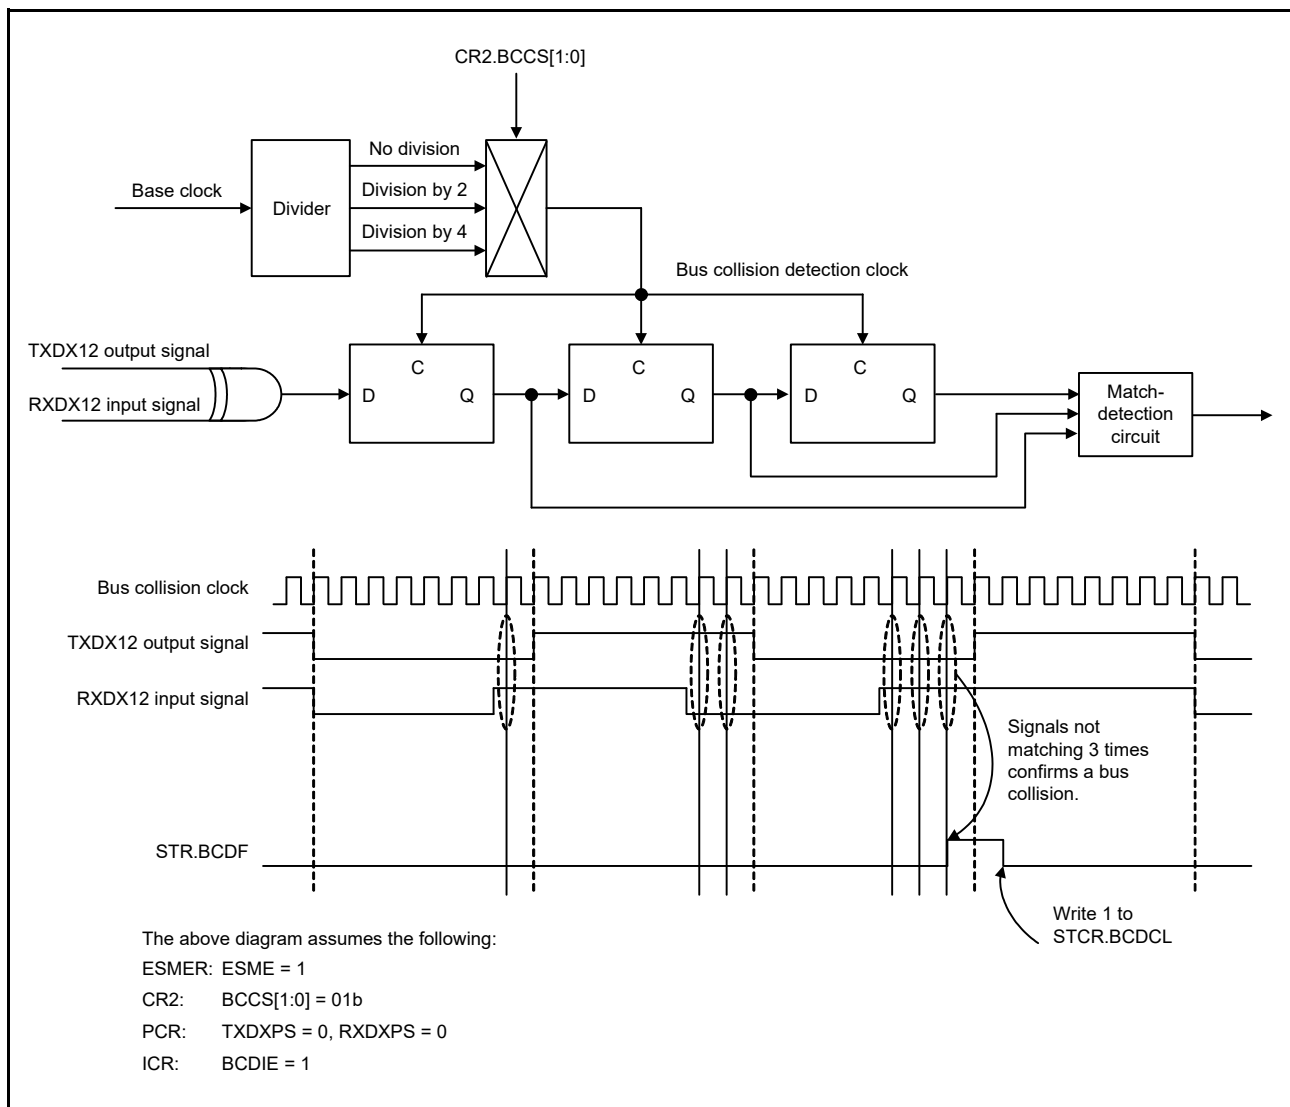 CR2.BCCS[1:0]
No division
Base clock
Divider
Division by 2
Division by 4
Bus collision detection clock
TXDX12 output signal
RXDX12 input signal
C
D
Q
C
D
Q
C
D
Q
Match-
detection
circuit
Bus collision clock
TXDX12 output signal
RXDX12 input signal
Signals not
matching 3 times
confirms a bus
collision.
STR.BCDF
Write 1 to
STCR.BCDCL
The above diagram assumes the following:
ESMER: ESME = 1
CR2: BCCS[1:0] = 01b
PCR: TXDXPS = 0, RXDXPS = 0
ICR: BCDIE = 1